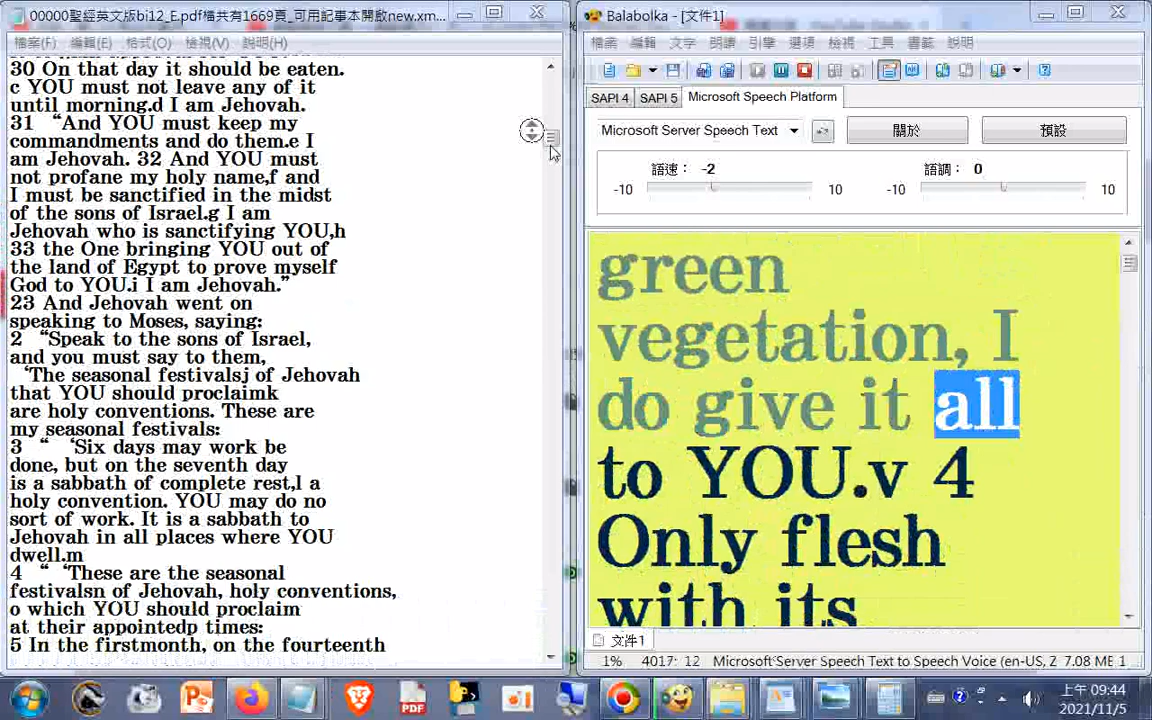 00000聖經英文版bi12_E.pdf檔共有1669頁_可用記事本開啟new.xm...
檔案(F) 編輯(E) 格式(O) 檢視(V) 說明(H)
30 On that day it should be eaten.
c YOU must not leave any of it
until morning.d I am Jehovah.
31 “And YOU must keep my
commandments and do them.e I
am Jehovah. 32 And YOU must
not profane my holy name,f and
I must be sanctified in the midst
of the sons of Israel.g I am
Jehovah who is sanctifying YOU,h
33 the One bringing YOU out of
the land of Egypt to prove myself
God to YOU.i I am Jehovah.”
23 And Jehovah went on
speaking to Moses, saying:
2 “Speak to the sons of Israel,
and you must say to them,
‘The seasonal festivalsj of Jehovah
that YOU should proclaimk
are holy conventions. These are
my seasonal festivals:
3 “ ‘Six days may work be
done, but on the seventh day
is a sabbath of complete rest,l a
holy convention. YOU may do no
sort of work. It is a sabbath to
Jehovah in all places where YOU
dwell.m
4 “ ‘These are the seasonal
festivalsn of Jehovah, holy conventions,
o which YOU should proclaim
at their appointedp times:
5 In the firstmonth, on the fourteenth
Balabolka - [文件1]
檔案 編輯 文字 朗讀 引擎 選項 檢視 工具 書籤 說明
SAPI 4 SAPI 5 Microsoft Speech Platform
Microsoft Server Speech Text 關於 預設
語速： -2 語調： 0
-10 10 -10 10
green
vegetation, I
do give it all
to YOU.v 4
Only flesh
with its
文件1
1% 4017: 12 Microsoft Server Speech Text to Speech Voice (en-US, Z 7.08 ME 1
PDF
上午 09:44
2021/11/5